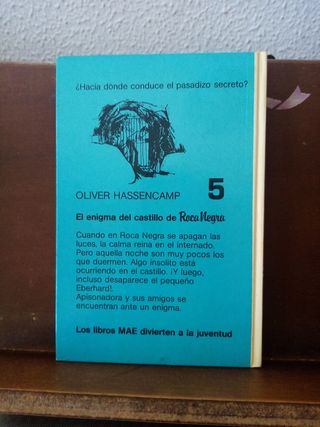 ¿Hacia dónde conduce el pasadizo secreto?
OLIVER HASSENCAMP 5
El enigma del castillo de Roca Negra
Cuando en Roca Negra se apagan las
luces, la calma reina en el internado.
Pero aquella noche son muy pocos los
que duermen. Algo insolito está
ocurriendo en el castillo. ¡Y luego,
incluso desaparece el pequeño
Eberhard!.
Apisonadora y sus amigos se
encuentran ante un enigma.
Los libros MAE divierten a la juventud